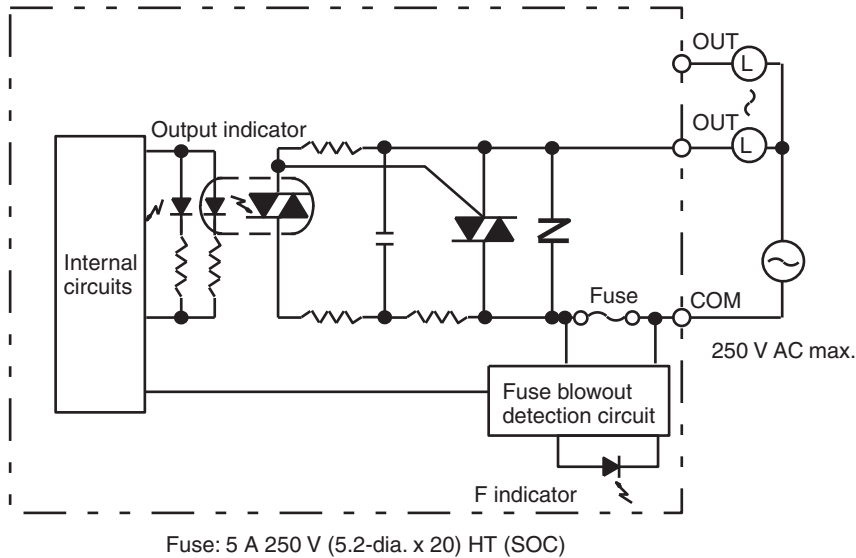 OUT
L
Output indicator
OUT
L
Internal
circuits
Fuse
COM
250 V AC max.
Fuse blowout
detection circuit
F indicator
Fuse: 5 A 250 V (5.2-dia. x 20) HT (SOC)